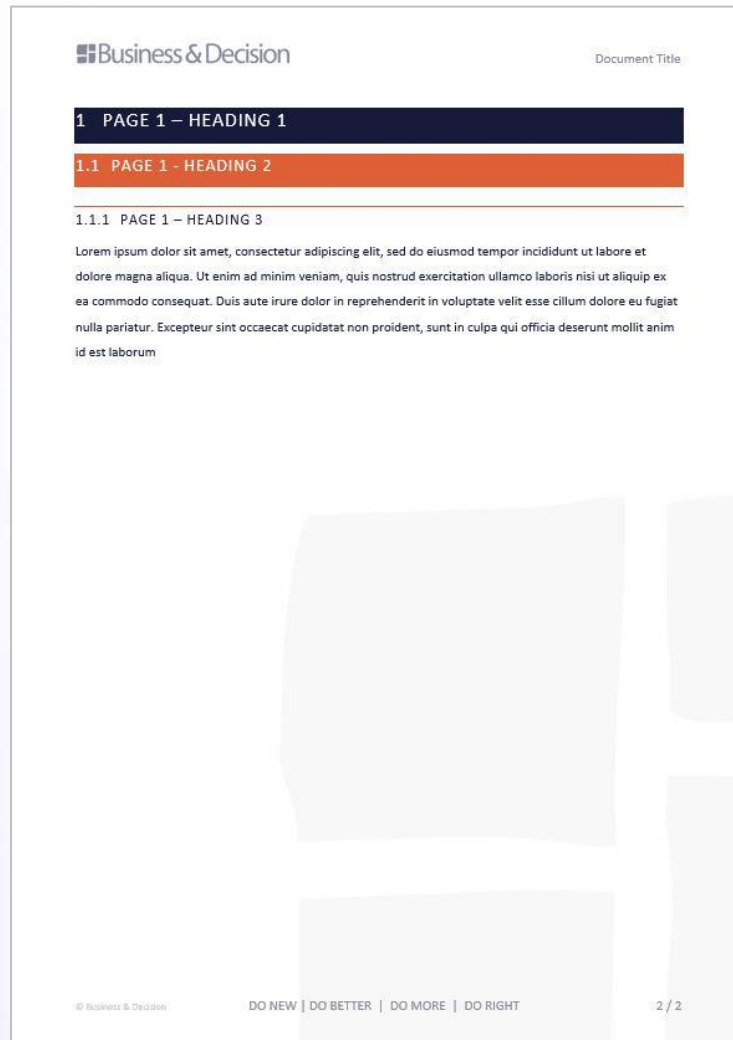 Business & Decision
Document Title
1 PAGE 1 – HEADING 1
1.1 PAGE 1 - HEADING 2
1.1.1 PAGE 1 – HEADING 3
Lorem ipsum dolor sit amet, consectetur adipiscing elit, sed do eiusmod tempor incididunt ut labore et
dolore magna aliqua. Ut enim ad minim veniam, quis nostrud exercitation ullamco laboris nisi ut aliquip ex
ea commodo consequat. Duis aute irure dolor in reprehenderit in voluptate velit esse cillum dolore eu fugiat
nulla pariatur. Excepteur sint occaecat cupidatat non proident, sunt in culpa qui officia deserunt mollit anim
id est laborum
© Business & Decision
DO NEW | DO BETTER | DO MORE | DO RIGHT
2 / 2